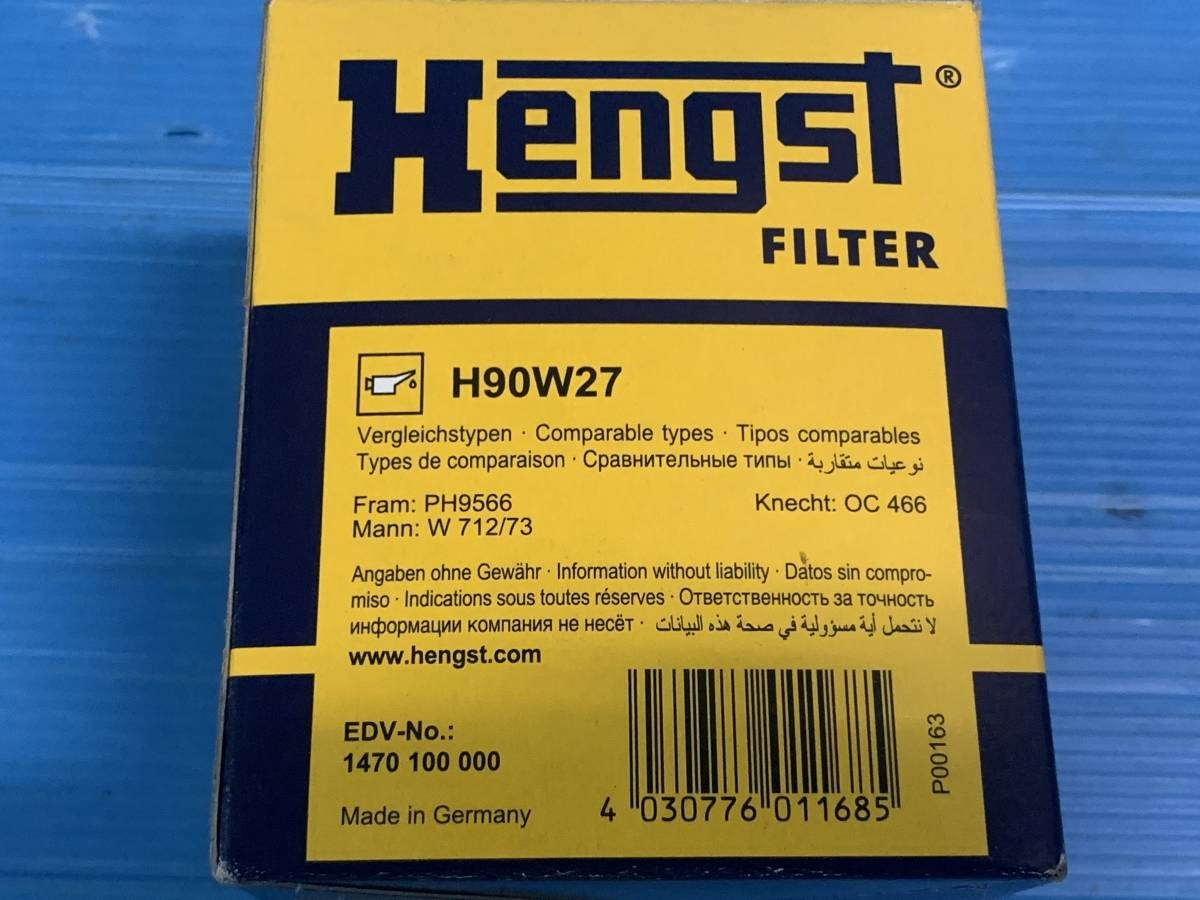 Hengst ®
FILTER
H90W27
Vergleichstypen · Comparable types · Tipos comparables
Types de comparaison · Сравнительные типы · نوعيات متقاربة
Fram: PH9566
Knecht: OC 466
Mann: W 712/73
Angaben ohne Gewähr · Information without liability · Datos sin compro-
miso · Indications sous toutes réserves · Ответственность за точность
информации компания не несёт · لا نتحمل أية مسؤولية في صحة هذه البيانات
www.hengst.com
EDV-No.:
1470 100 000
Made in Germany
4 030776 011685
P00163